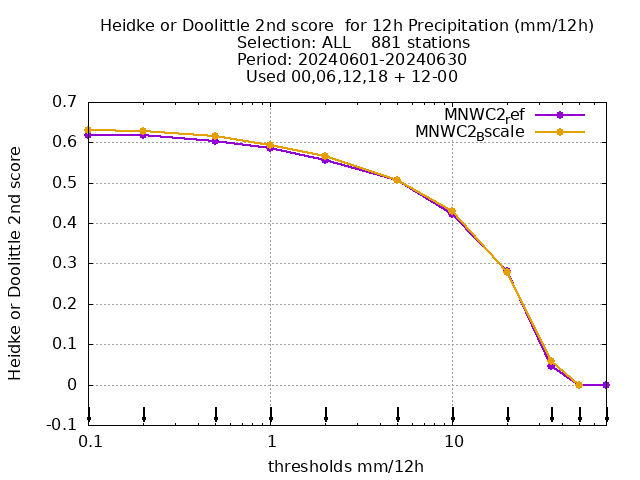 Heidke or Doolittle 2nd score  for 12h Precipitation (mm/12h)
Selection: ALL    881 stations
Period: 20240601-20240630
Used 00,06,12,18 + 12-00
MNWC2ref
MNWC2Bscale
0.7
0.6
0.5
0.4
0.3
0.2
0.1
0
-0.1
Heidke or Doolittle 2nd score
0.1 1 10
thresholds mm/12h